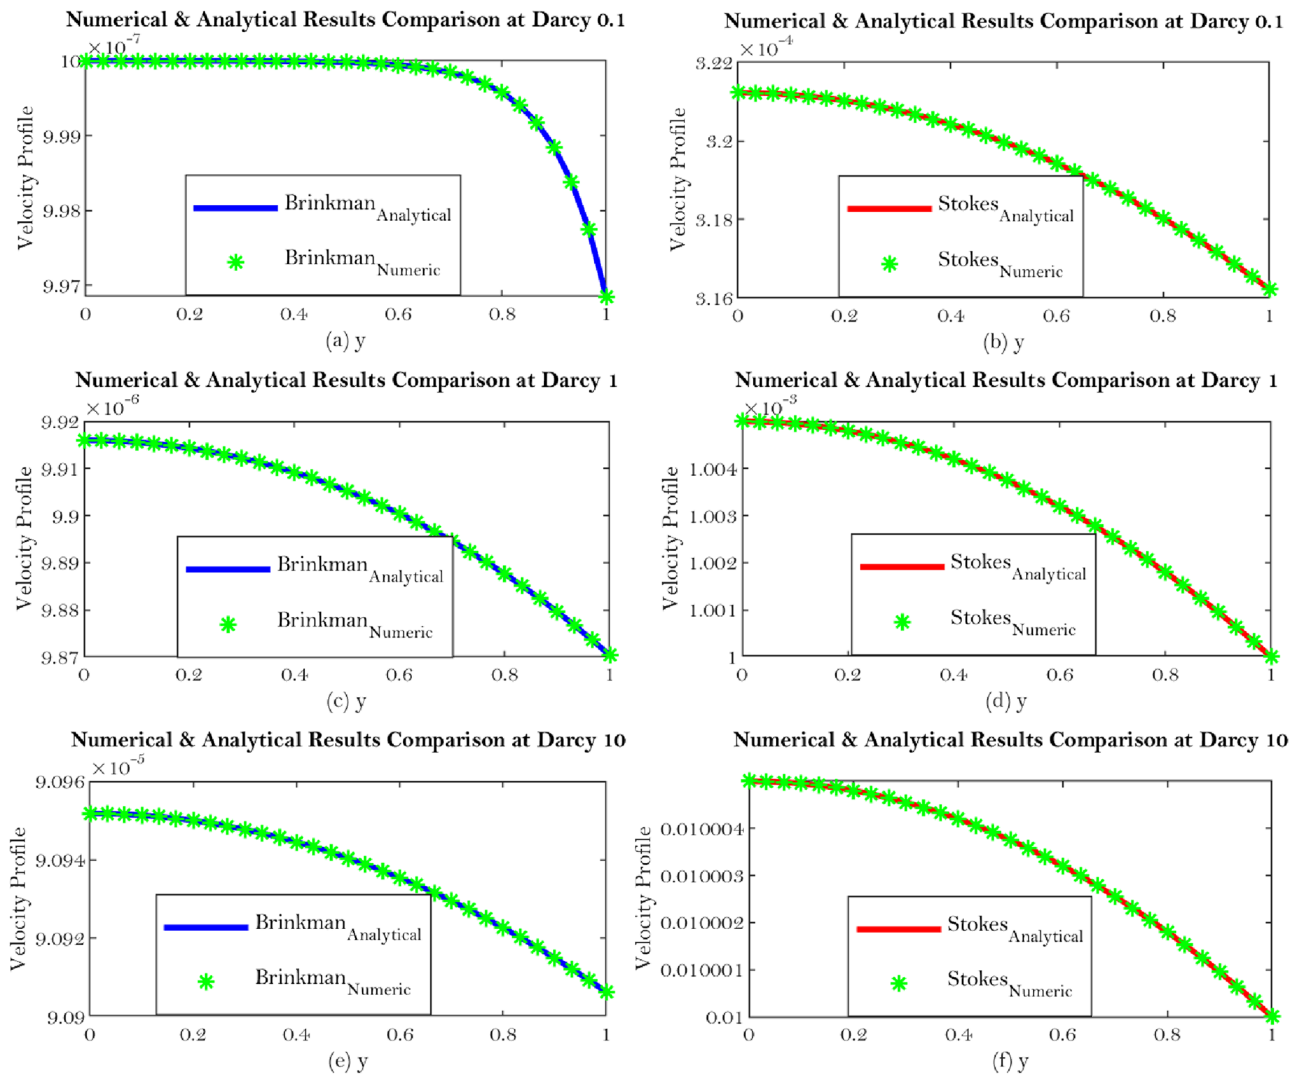 Numerical & Analytical Results Comparison at Darcy 0.1
×10⁻⁷
10
9.99
9.98
9.97
Velocity Profile
Brinkman Analytical
Brinkman Numeric
0 0.2 0.4 0.6 0.8 1
(a) y
Numerical & Analytical Results Comparison at Darcy 0.1
×10⁻⁴
3.22
3.2
3.18
3.16
Velocity Profile
Stokes Analytical
Stokes Numeric
0 0.2 0.4 0.6 0.8 1
(b) y
Numerical & Analytical Results Comparison at Darcy 1
×10⁻⁶
9.92
9.91
9.9
9.89
9.88
9.87
Velocity Profile
Brinkman Analytical
Brinkman Numeric
0 0.2 0.4 0.6 0.8 1
(c) y
Numerical & Analytical Results Comparison at Darcy 1
×10⁻³
1.004
1.003
1.002
1.001
1
Velocity Profile
Stokes Analytical
Stokes Numeric
0 0.2 0.4 0.6 0.8 1
(d) y
Numerical & Analytical Results Comparison at Darcy 10
×10⁻⁵
9.096
9.094
9.092
9.09
Velocity Profile
Brinkman Analytical
Brinkman Numeric
0 0.2 0.4 0.6 0.8 1
(e) y
Numerical & Analytical Results Comparison at Darcy 10
0.010004
0.010003
0.010002
0.010001
0.01
Velocity Profile
Stokes Analytical
Stokes Numeric
0 0.2 0.4 0.6 0.8 1
(f) y